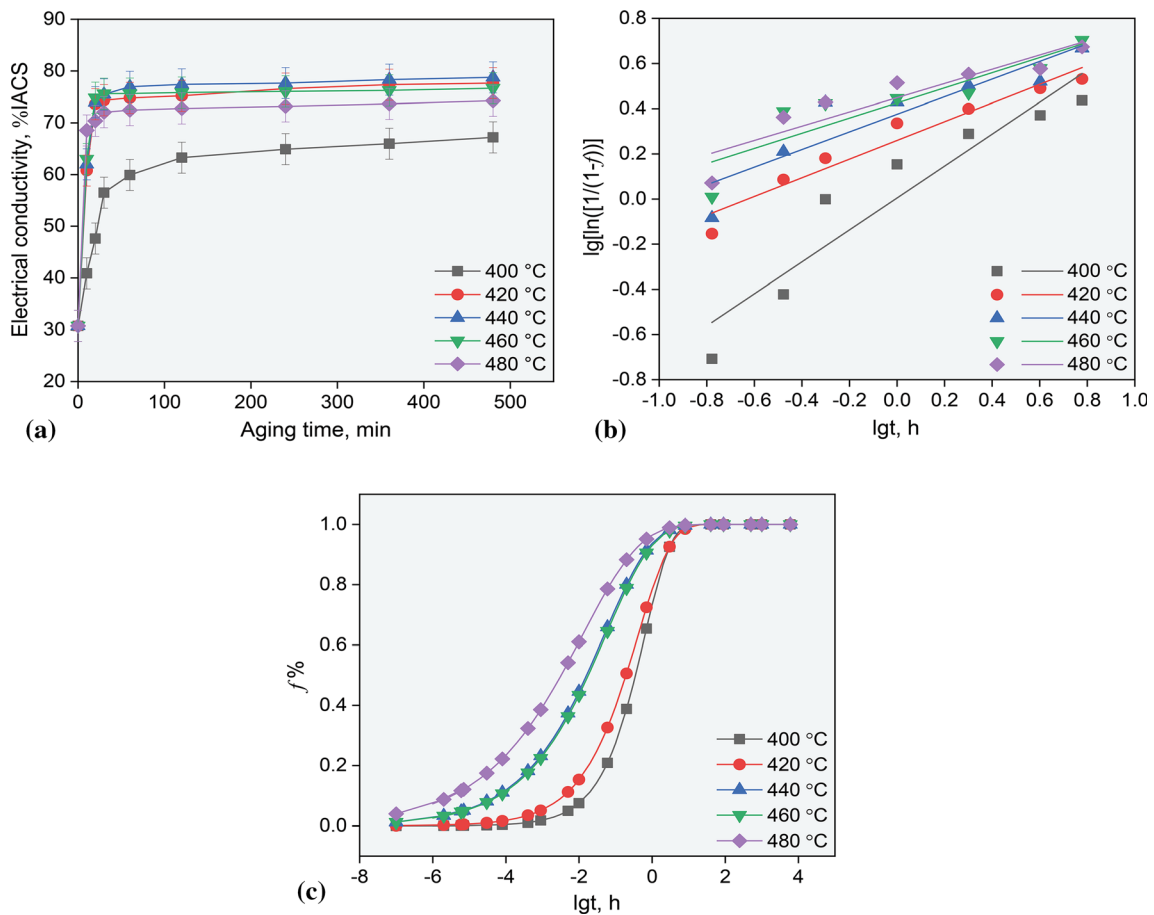 Electrical conductivity, %IACS
90
80
70
60
50
40
30
20
0
100
200
300
400
500
Aging time, min
400 °C
420 °C
440 °C
460 °C
480 °C
(a)
lg[ln([1/(1-f))]
0.8
0.6
0.4
0.2
0.0
-0.2
-0.4
-0.6
-0.8
-1.0
-0.8
-0.6
-0.4
-0.2
0.0
0.2
0.4
0.6
0.8
1.0
lgt, h
400 °C
420 °C
440 °C
460 °C
480 °C
(b)
f%
1.0
0.8
0.6
0.4
0.2
0.0
-8
-6
-4
-2
0
2
4
lgt, h
400 °C
420 °C
440 °C
460 °C
480 °C
(c)